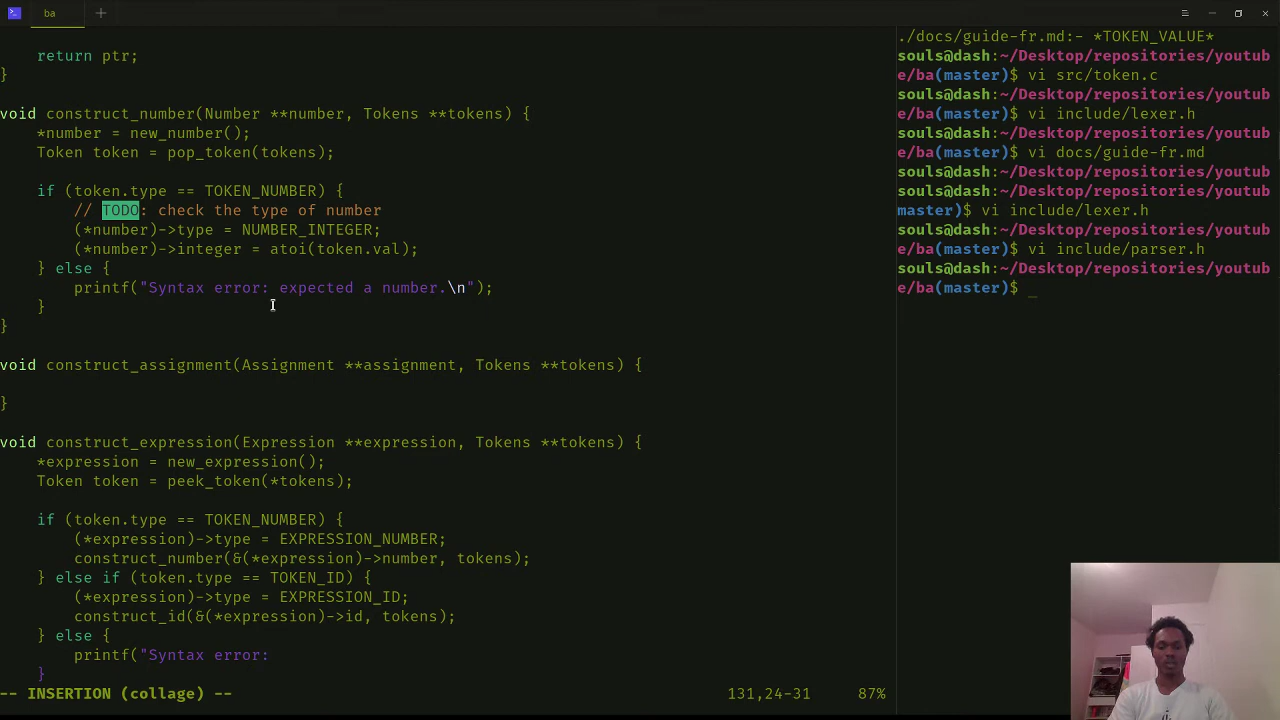 ba
return ptr;
}
void construct_number(Number **number, Tokens **tokens) {
*number = new_number();
Token token = pop_token(tokens);
if (token.type == TOKEN_NUMBER) {
// TODO: check the type of number
(*number)->type = NUMBER_INTEGER;
(*number)->integer = atoi(token.val);
} else {
printf("Syntax error: expected a number.\n");
}
}
void construct_assignment(Assignment **assignment, Tokens **tokens) {
}
void construct_expression(Expression **expression, Tokens **tokens) {
*expression = new_expression();
Token token = peek_token(*tokens);
if (token.type == TOKEN_NUMBER) {
(*expression)->type = EXPRESSION_NUMBER;
construct_number(&(*expression)->number, tokens);
} else if (token.type == TOKEN_ID) {
(*expression)->type = EXPRESSION_ID;
construct_id(&(*expression)->id, tokens);
} else {
printf("Syntax error:
}
-- INSERTION (collage) --
131,24-31
87%
./docs/guide-fr.md:- *TOKEN_VALUE*
souls@dash:~/Desktop/repositories/youtub
e/ba(master)$ vi src/token.c
souls@dash:~/Desktop/repositories/youtub
e/ba(master)$ vi include/lexer.h
souls@dash:~/Desktop/repositories/youtub
e/ba(master)$ vi docs/guide-fr.md
souls@dash:~/Desktop/repositories/youtub
souls@dash:~/Desktop/repositories/youtub
master)$ vi include/lexer.h
souls@dash:~/Desktop/repositories/youtub
e/ba(master)$ vi include/parser.h
souls@dash:~/Desktop/repositories/youtub
e/ba(master)$ _